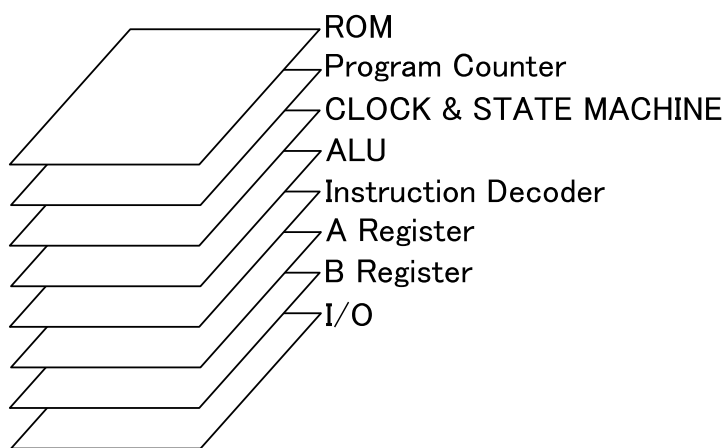 ROM
Program Counter
CLOCK & STATE MACHINE
ALU
Instruction Decoder
A Register
B Register
I/O